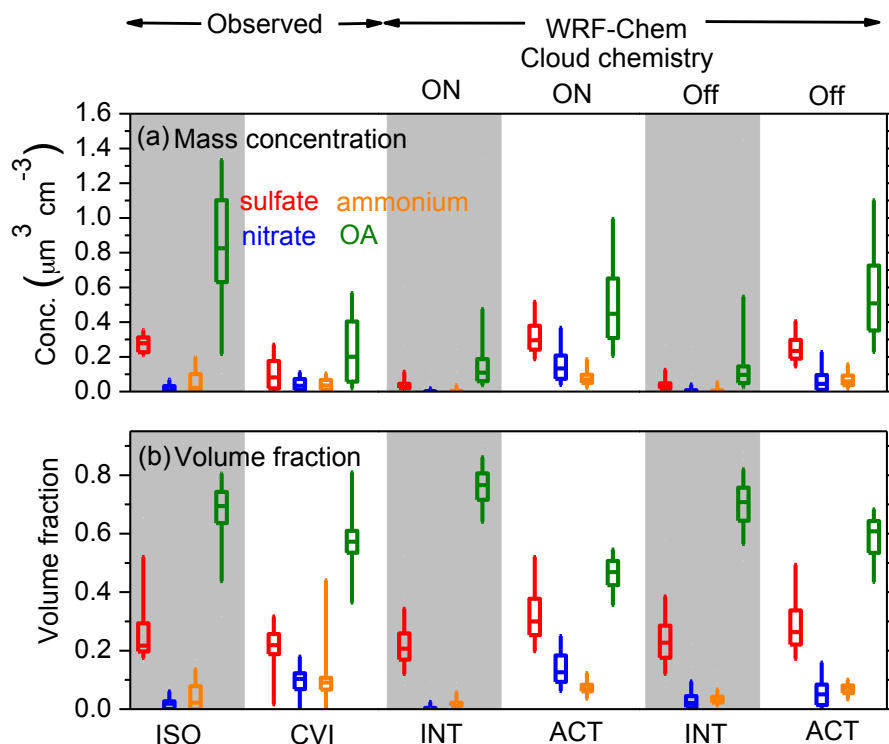 Observed
WRF-Chem
Cloud chemistry
ON ON Off Off
1.6
1.4
1.2
1.0
0.8
0.6
0.4
0.2
0.0
Conc. (μm³ cm⁻³)
(a) Mass concentration
sulfate ammonium
nitrate OA
(b) Volume fraction
0.8
0.6
0.4
0.2
0.0
Volume fraction
ISO CVI INT ACT INT ACT